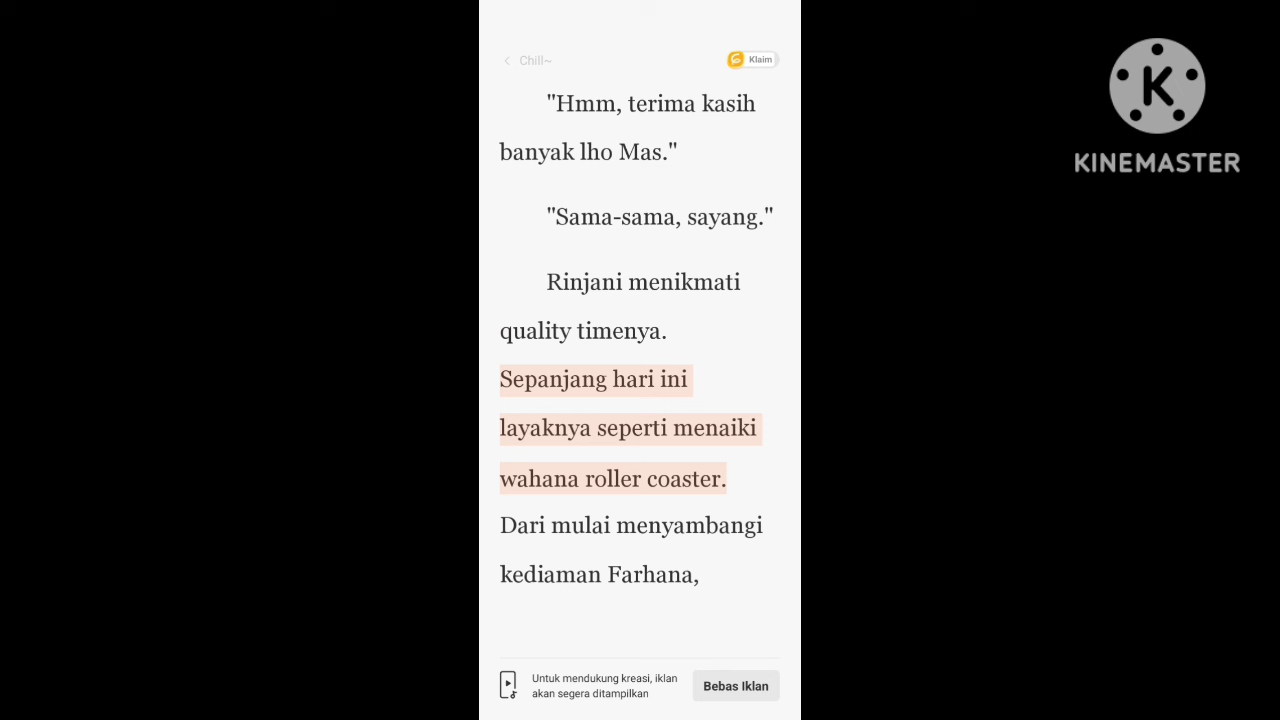 Chill~
Klaim
"Hmm, terima kasih
banyak lho Mas."
"Sama-sama, sayang."
Rinjani menikmati
quality timenya.
Sepanjang hari ini
layaknya seperti menaiki
wahana roller coaster.
Dari mulai menyambangi
kediaman Farhana,
Untuk mendukung kreasi, iklan
akan segera ditampilkan
Bebas Iklan
K
KINEMASTER